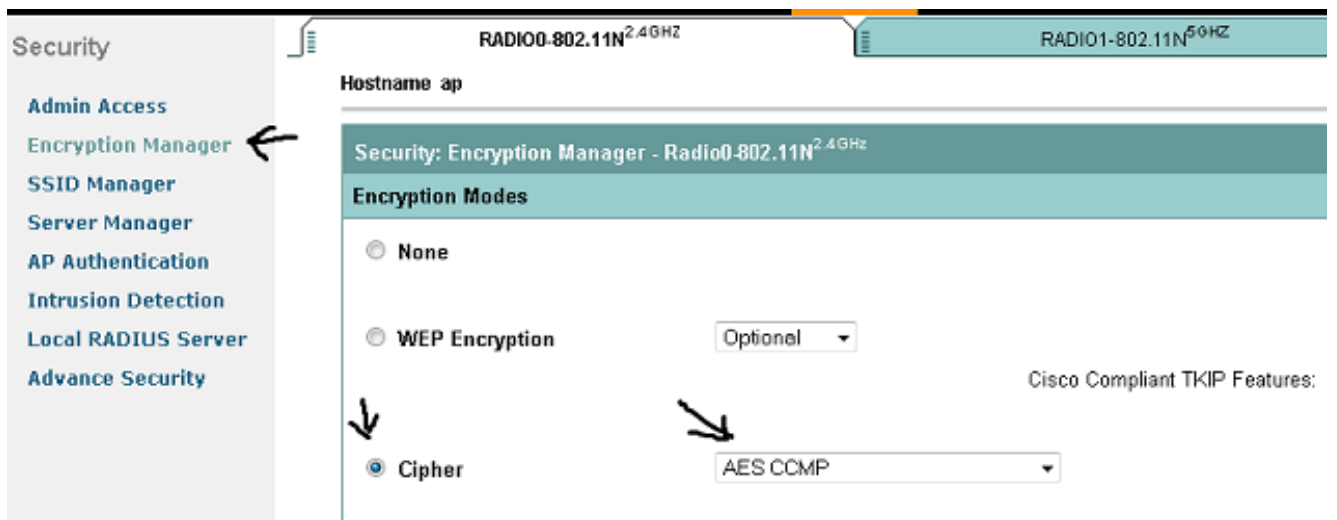 Security
Admin Access
Encryption Manager
SSID Manager
Server Manager
AP Authentication
Intrusion Detection
Local RADIUS Server
Advance Security
RADIO0-802.11N2.4GHZ
RADIO1-802.11N5GHZ
Hostname ap
Security: Encryption Manager - Radio0-802.11N2.4GHz
Encryption Modes
None
WEP Encryption
Optional
Cisco Compliant TKIP Features:
Cipher
AES CCMP